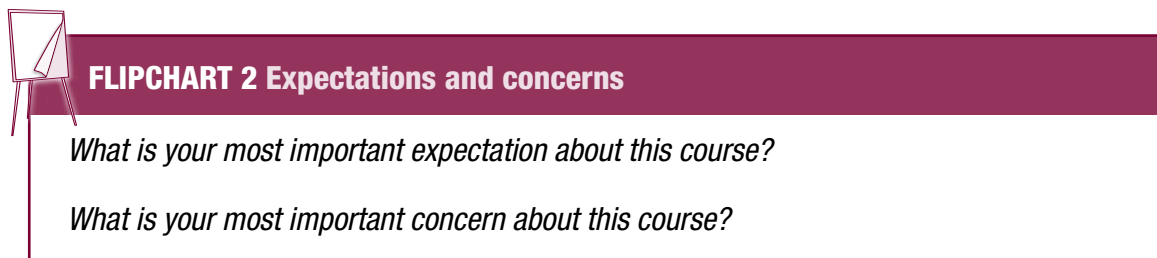 FLIPCHART 2 Expectations and concerns
What is your most important expectation about this course?
What is your most important concern about this course?